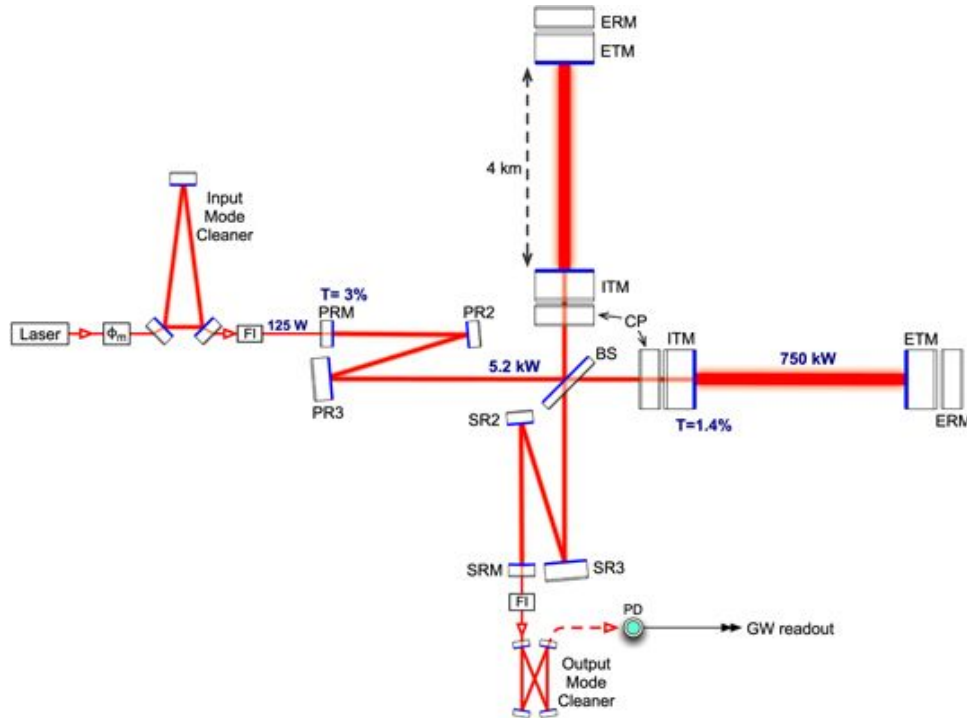 ERM
ETM
4 km
Input
Mode
Cleaner
ITM
T= 3%
PRM
PR2
CP
Laser
Φm
FI
125 W
BS
ITM
750 kW
ETM
5.2 kW
PR3
SR2
T=1.4%
ERM
SRM
SR3
FI
PD
GW readout
Output
Mode
Cleaner